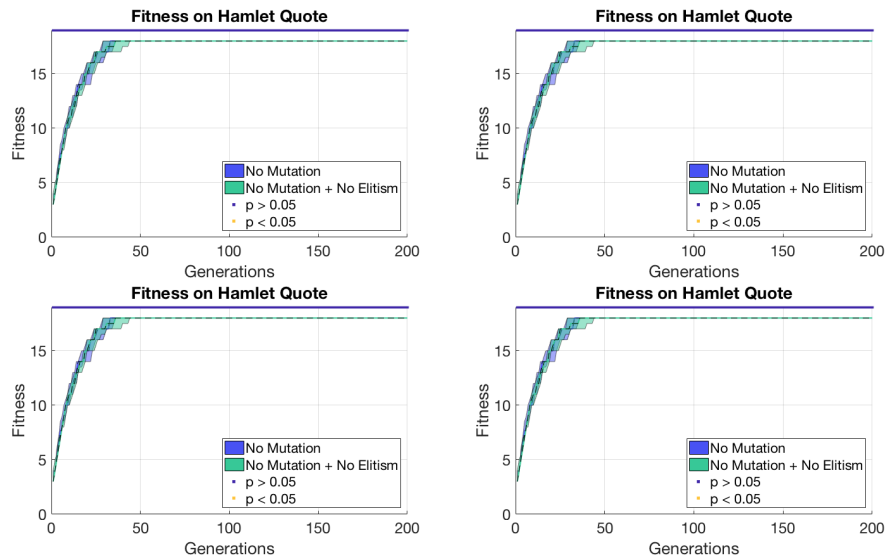 Fitness on Hamlet Quote
Fitness
15
10
5
0
No Mutation
No Mutation + No Elitism
p > 0.05
p < 0.05
0 50 100 150 200
Generations
Fitness on Hamlet Quote
Fitness
15
10
5
0
No Mutation
No Mutation + No Elitism
p > 0.05
p < 0.05
0 50 100 150 200
Generations
Fitness on Hamlet Quote
Fitness
15
10
5
0
No Mutation
No Mutation + No Elitism
p > 0.05
p < 0.05
0 50 100 150 200
Generations
Fitness on Hamlet Quote
Fitness
15
10
5
0
No Mutation
No Mutation + No Elitism
p > 0.05
p < 0.05
0 50 100 150 200
Generations